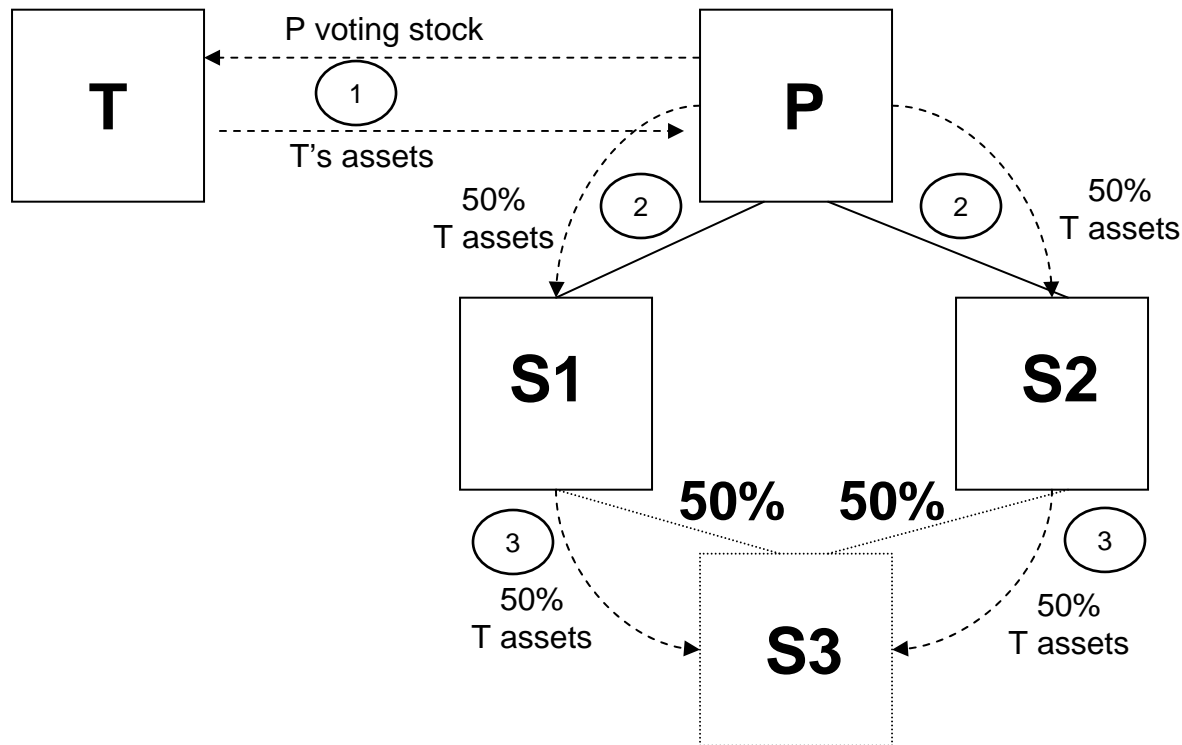 P voting stock
T
1
P
T's assets
50%
T assets
2
2
50%
T assets
S1
S2
50%
50%
3
3
50%
T assets
50%
T assets
S3